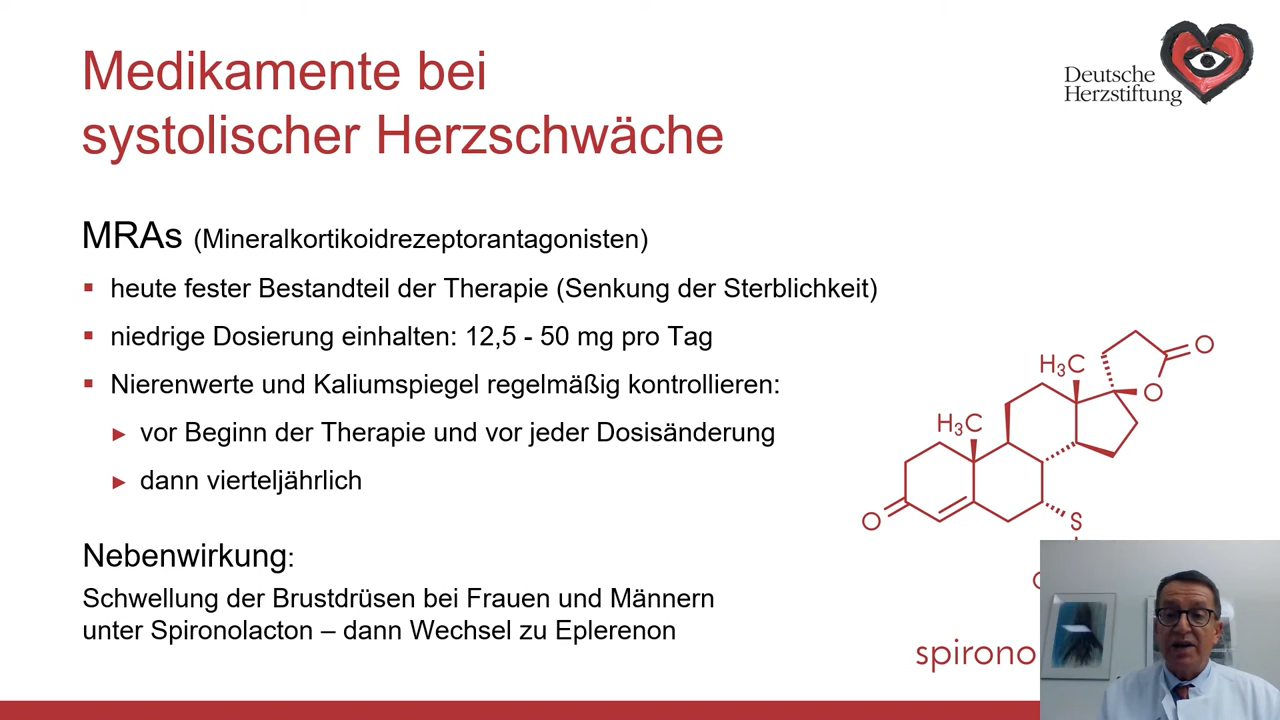 Medikamente bei
systolischer Herzschwäche
Deutsche
Herzstiftung
MRAs (Mineralkortikoidrezeptorantagonisten)
▪ heute fester Bestandteil der Therapie (Senkung der Sterblichkeit)
▪ niedrige Dosierung einhalten: 12,5 - 50 mg pro Tag
▪ Nierenwerte und Kaliumspiegel regelmäßig kontrollieren:
► vor Beginn der Therapie und vor jeder Dosisänderung
► dann vierteljährlich
Nebenwirkung:
Schwellung der Brustdrüsen bei Frauen und Männern
unter Spironolacton – dann Wechsel zu Eplerenon
O
H₃C
O
H₃C
O
S
spirono